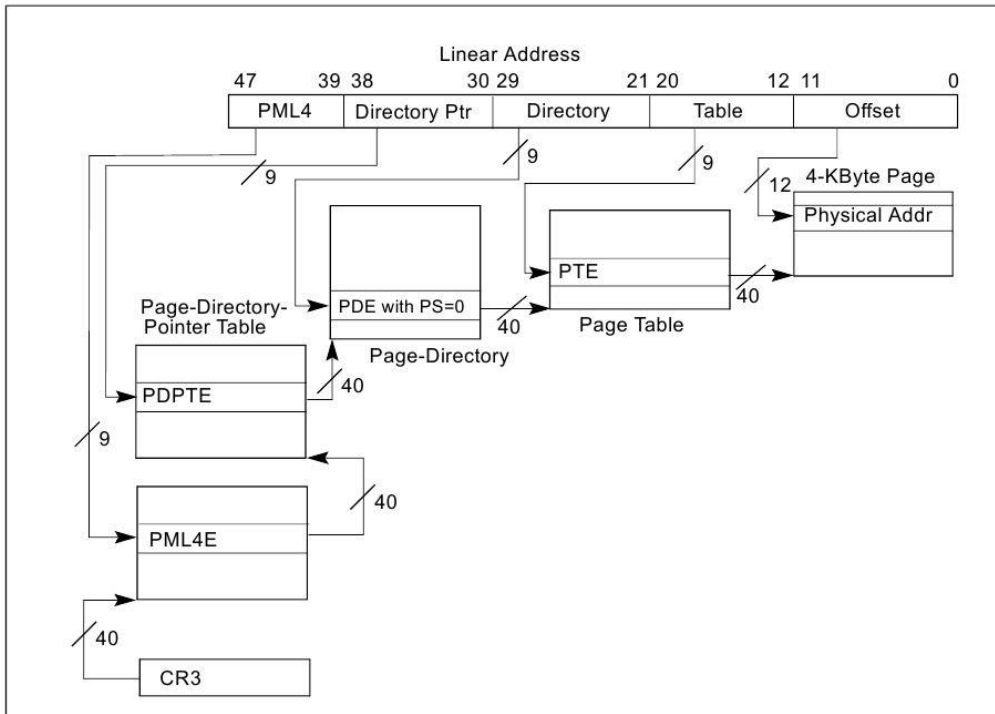 Linear Address
47 39 38 30 29 21 20 12 11 0
PML4 Directory Ptr Directory Table Offset
9 9 9
12 4-KByte Page
Physical Addr
PTE
40
PDE with PS=0
40
Page Table
Page-Directory-
Pointer Table
Page-Directory
40
PDPTE
9
40
PML4E
40
CR3